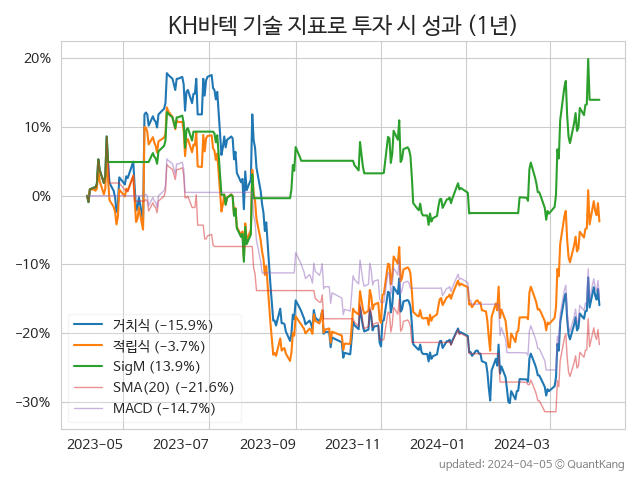 KH바텍 기술 지표로 투자 시 성과 (1년)
20%
10%
0%
−10%
−20%
−30%
거치식 (−15.9%)
적립식 (−3.7%)
SigM (13.9%)
SMA(20) (−21.6%)
MACD (−14.7%)
2023−05
2023−07
2023−09
2023−11
2024−01
2024−03
updated: 2024−04−05 © QuantKang